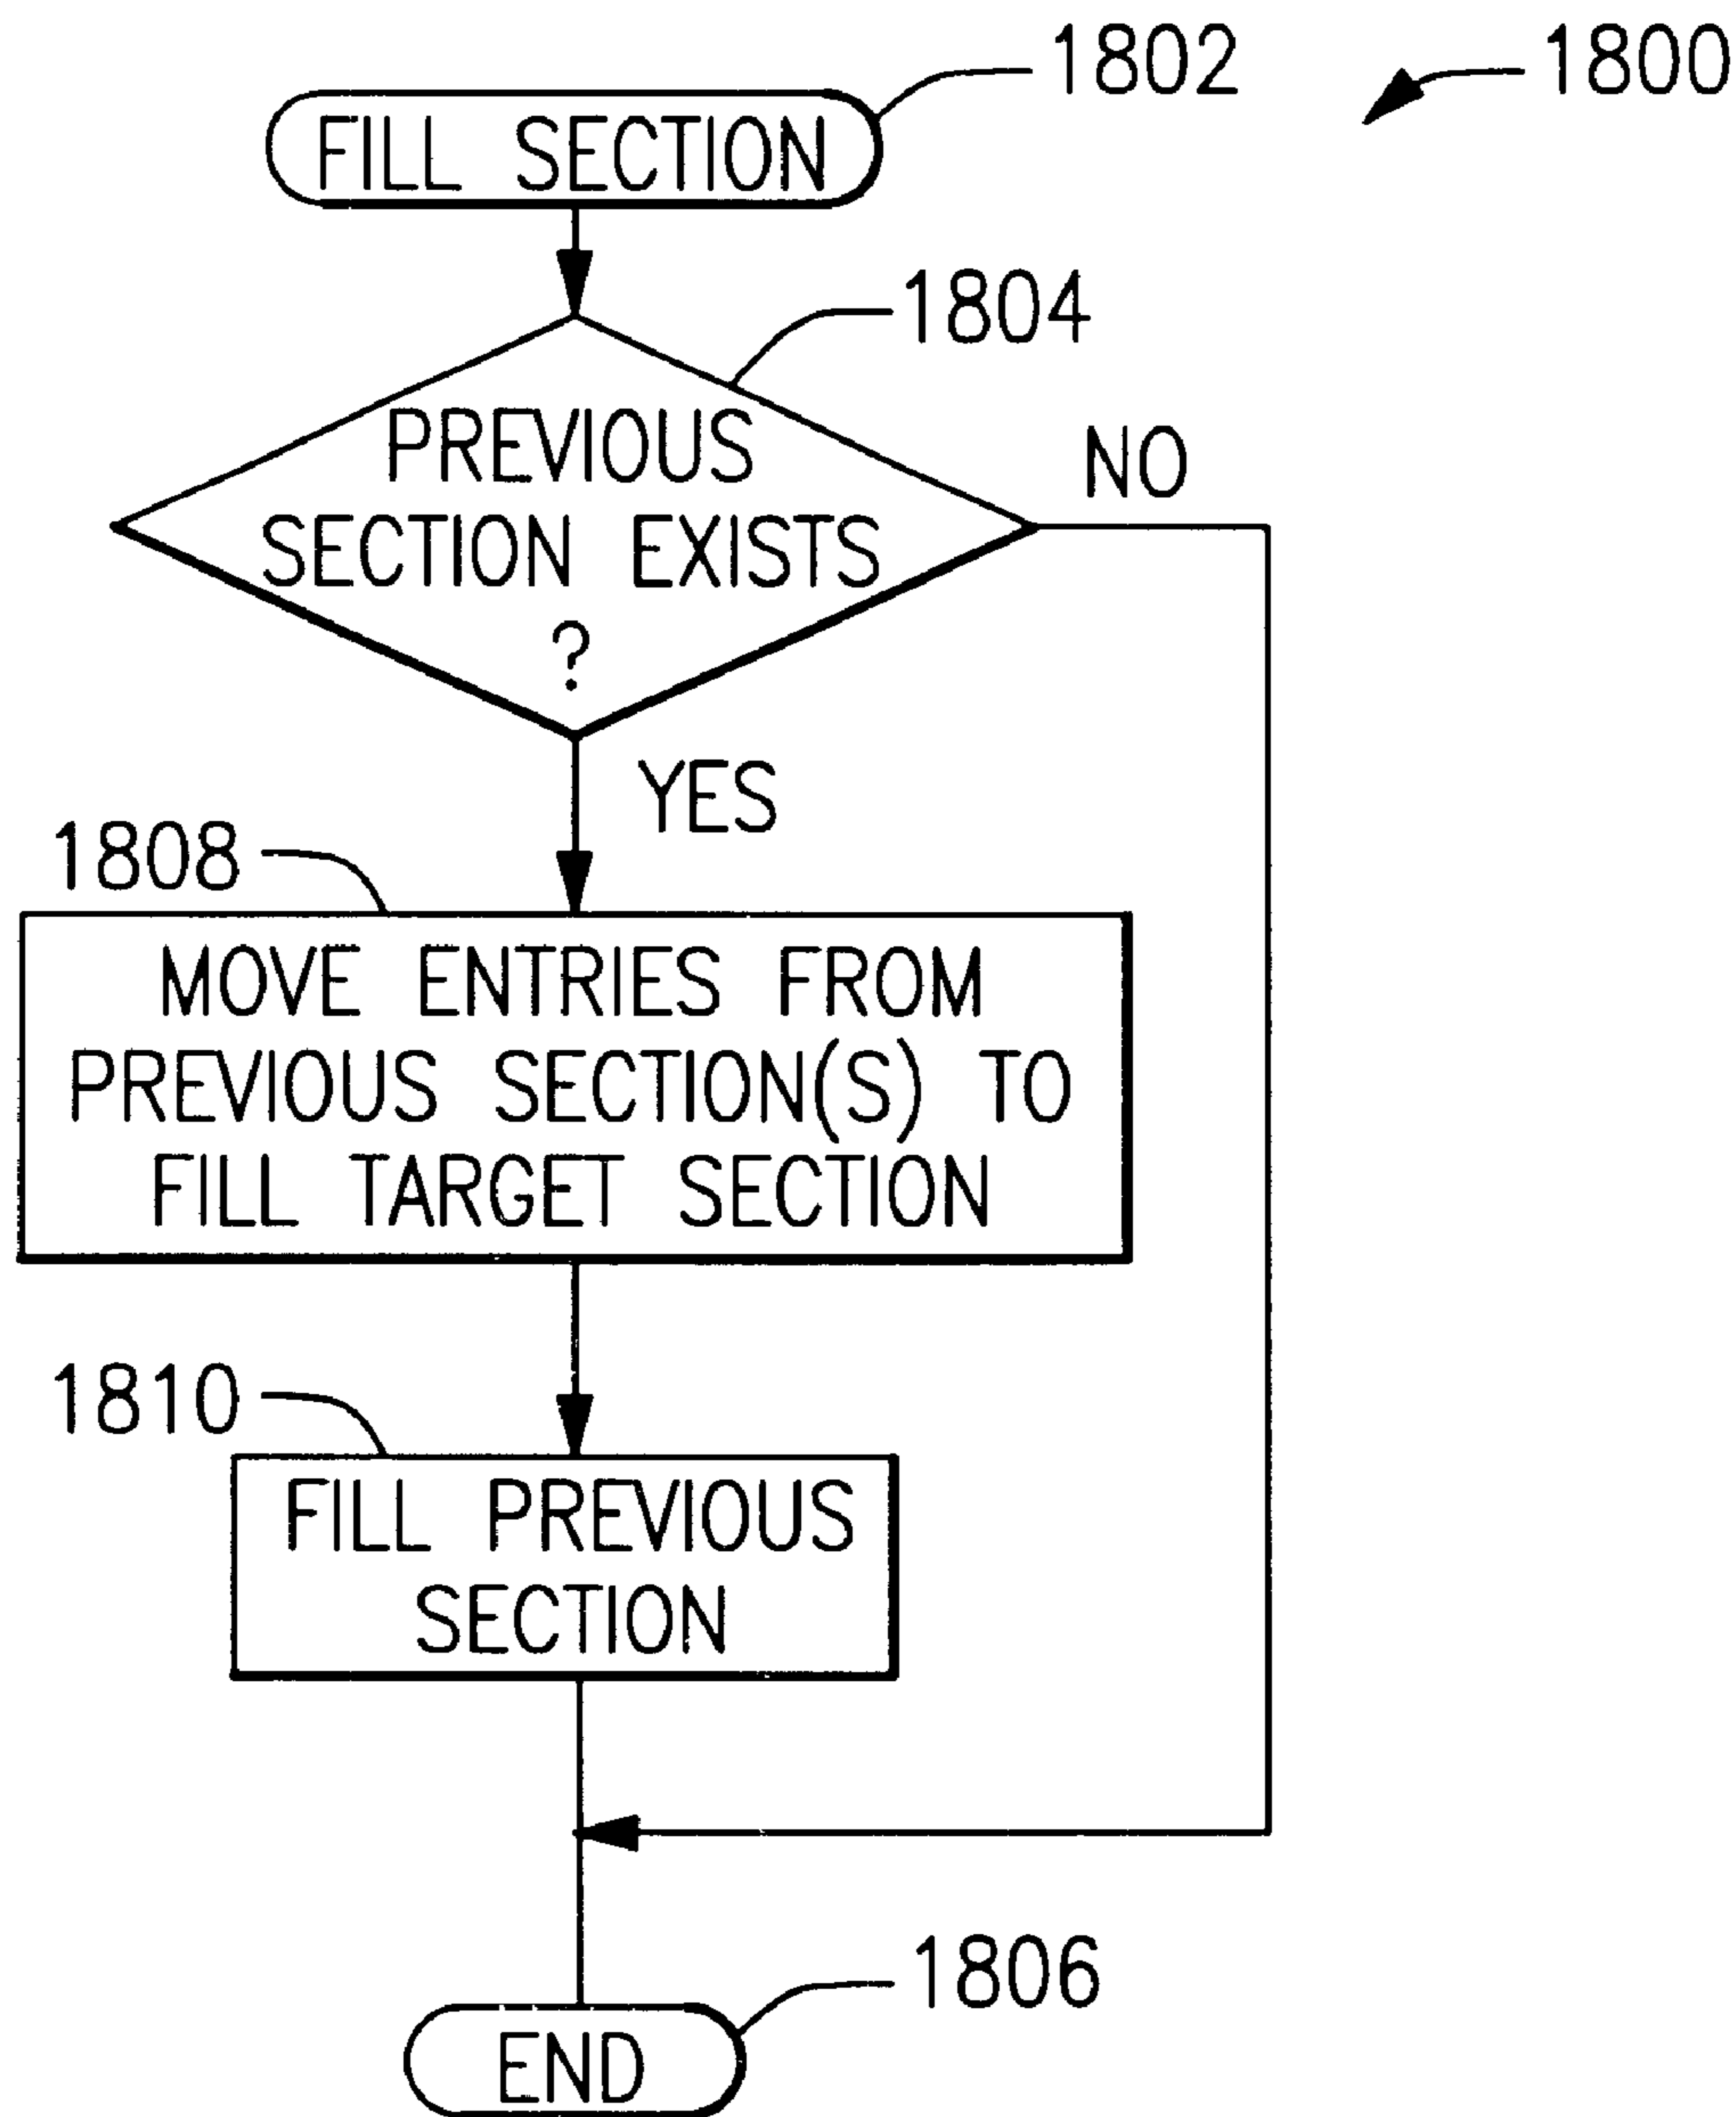 1802
1800
FILL SECTION
1804
PREVIOUS
SECTION EXISTS
?
NO
YES
1808
MOVE ENTRIES FROM
PREVIOUS SECTION(S) TO
FILL TARGET SECTION
1810
FILL PREVIOUS
SECTION
1806
END